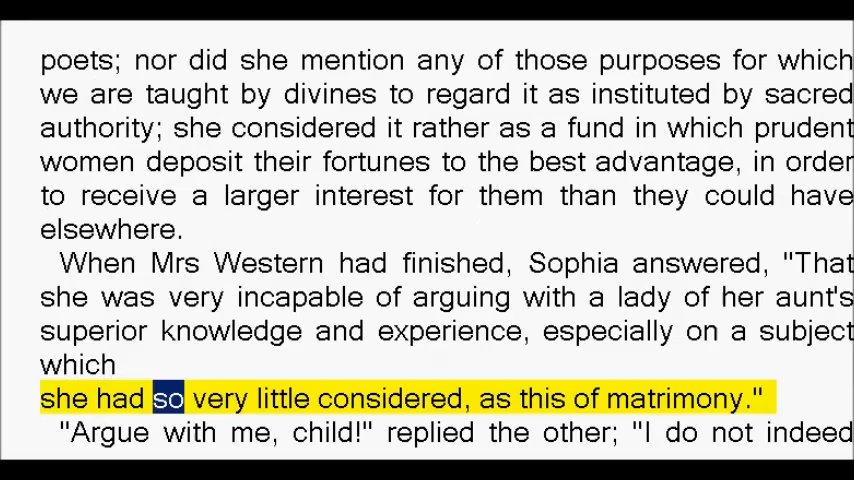 poets; nor did she mention any of those purposes for which
we are taught by divines to regard it as instituted by sacred
authority; she considered it rather as a fund in which prudent
women deposit their fortunes to the best advantage, in order
to receive a larger interest for them than they could have
elsewhere.
When Mrs Western had finished, Sophia answered, "That
she was very incapable of arguing with a lady of her aunt's
superior knowledge and experience, especially on a subject
which
she had so very little considered, as this of matrimony."
"Argue with me, child!" replied the other; "I do not indeed